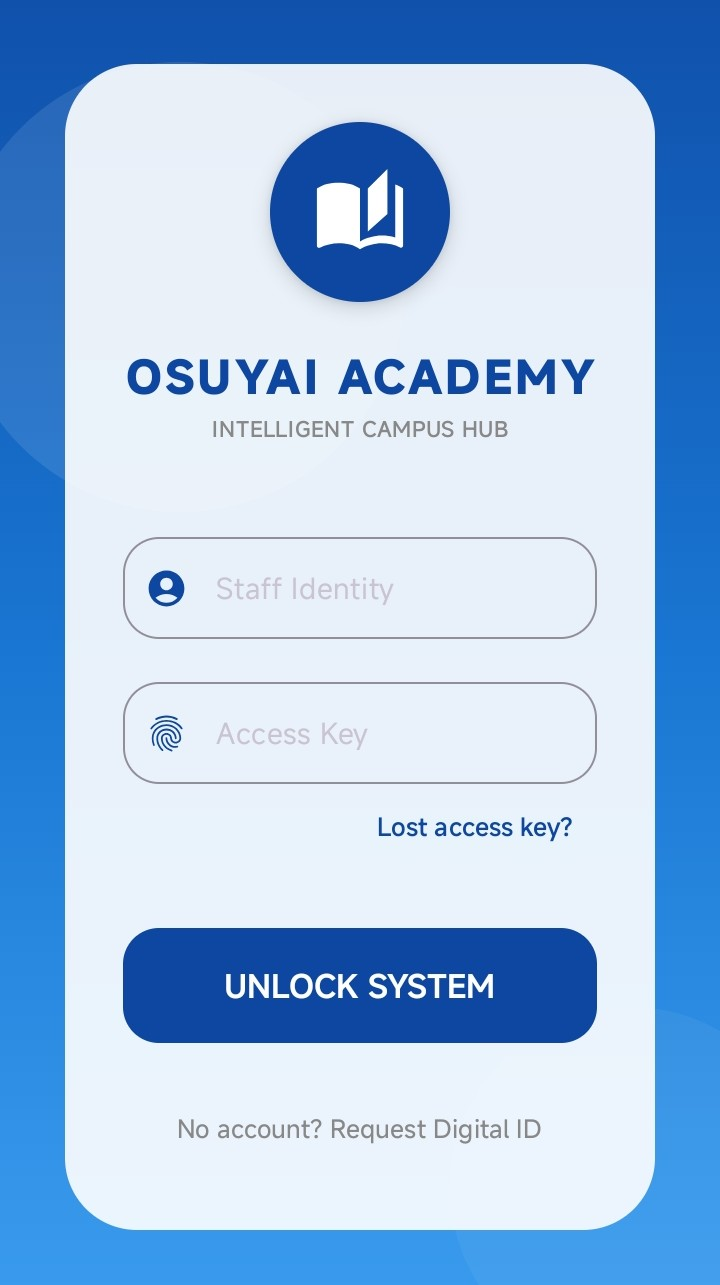 OSUYAI ACADEMY
INTELLIGENT CAMPUS HUB
Staff Identity
Access Key
Lost access key?
UNLOCK SYSTEM
No account? Request Digital ID